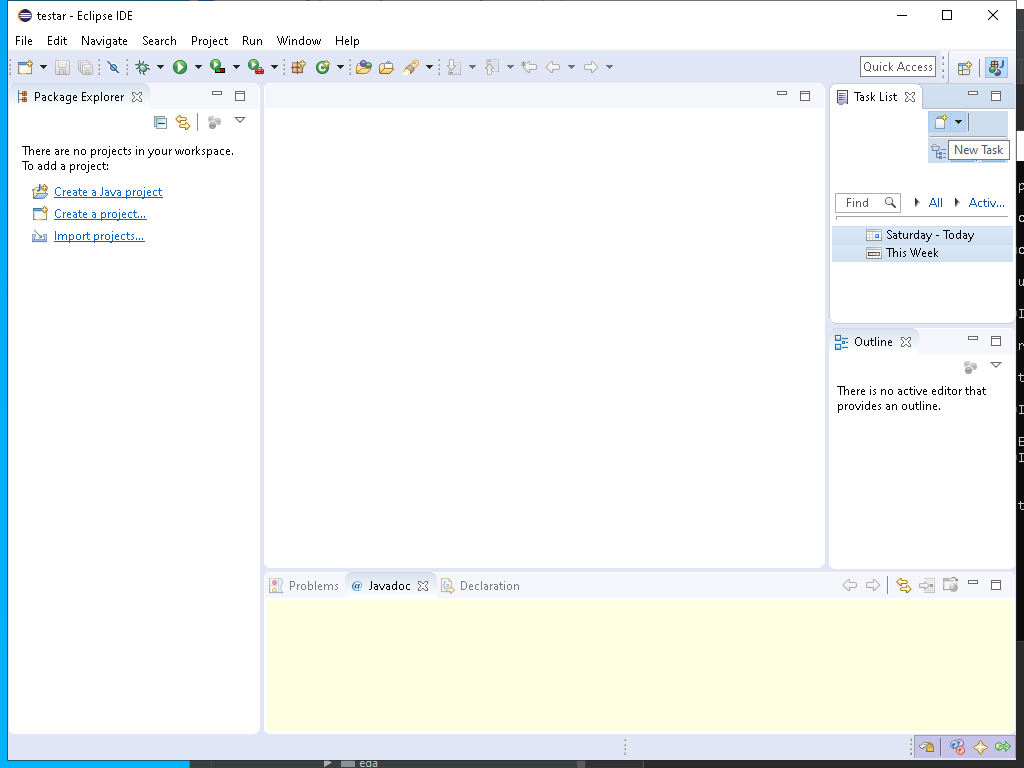 testar - Eclipse IDE
File Edit Navigate Search Project Run Window Help
Quick Access
Package Explorer
There are no projects in your workspace.
To add a project:
Create a Java project
Create a project...
Import projects...
Task List
New Task
Find All Activ...
Saturday - Today
This Week
Outline
There is no active editor that
provides an outline.
Problems @ Javadoc Declaration
eda